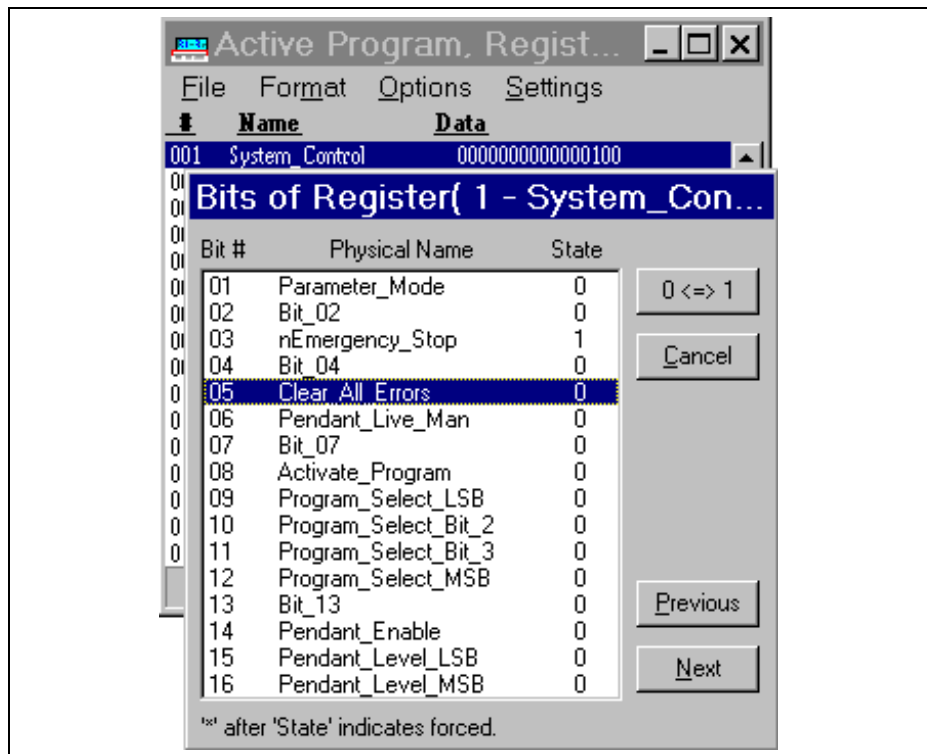 Active Program, Regist...
File Format Options Settings
# Name Data
001 System_Control 0000000000000100
Bits of Register( 1 - System_Con...
Bit # Physical Name State
01 Parameter_Mode 0
02 Bit_02 0
03 nEmergency_Stop 1
04 Bit_04 0
05 Clear_All_Errors 0
06 Pendant_Live_Man 0
07 Bit_07 0
08 Activate_Program 0
09 Program_Select_LSB 0
10 Program_Select_Bit_2 0
11 Program_Select_Bit_3 0
12 Program_Select_MSB 0
13 Bit_13 0
14 Pendant_Enable 0
15 Pendant_Level_LSB 0
16 Pendant_Level_MSB 0
0 <=> 1
Cancel
Previous
Next
'*' after 'State' indicates forced.